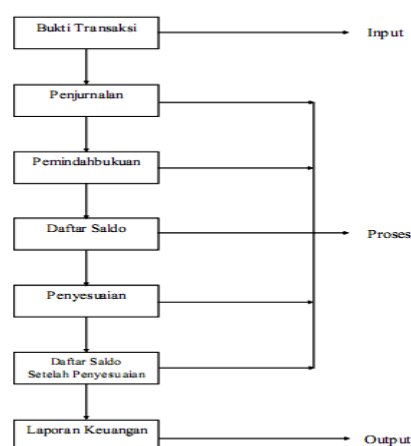 Bukti Transaksi
Input
Penjurnalan
Pemindahbukuan
Daftar Saldo
Proses
Penyesuaian
Daftar Saldo
Setelah Penyesuaian
Laporan Keuangan
Output